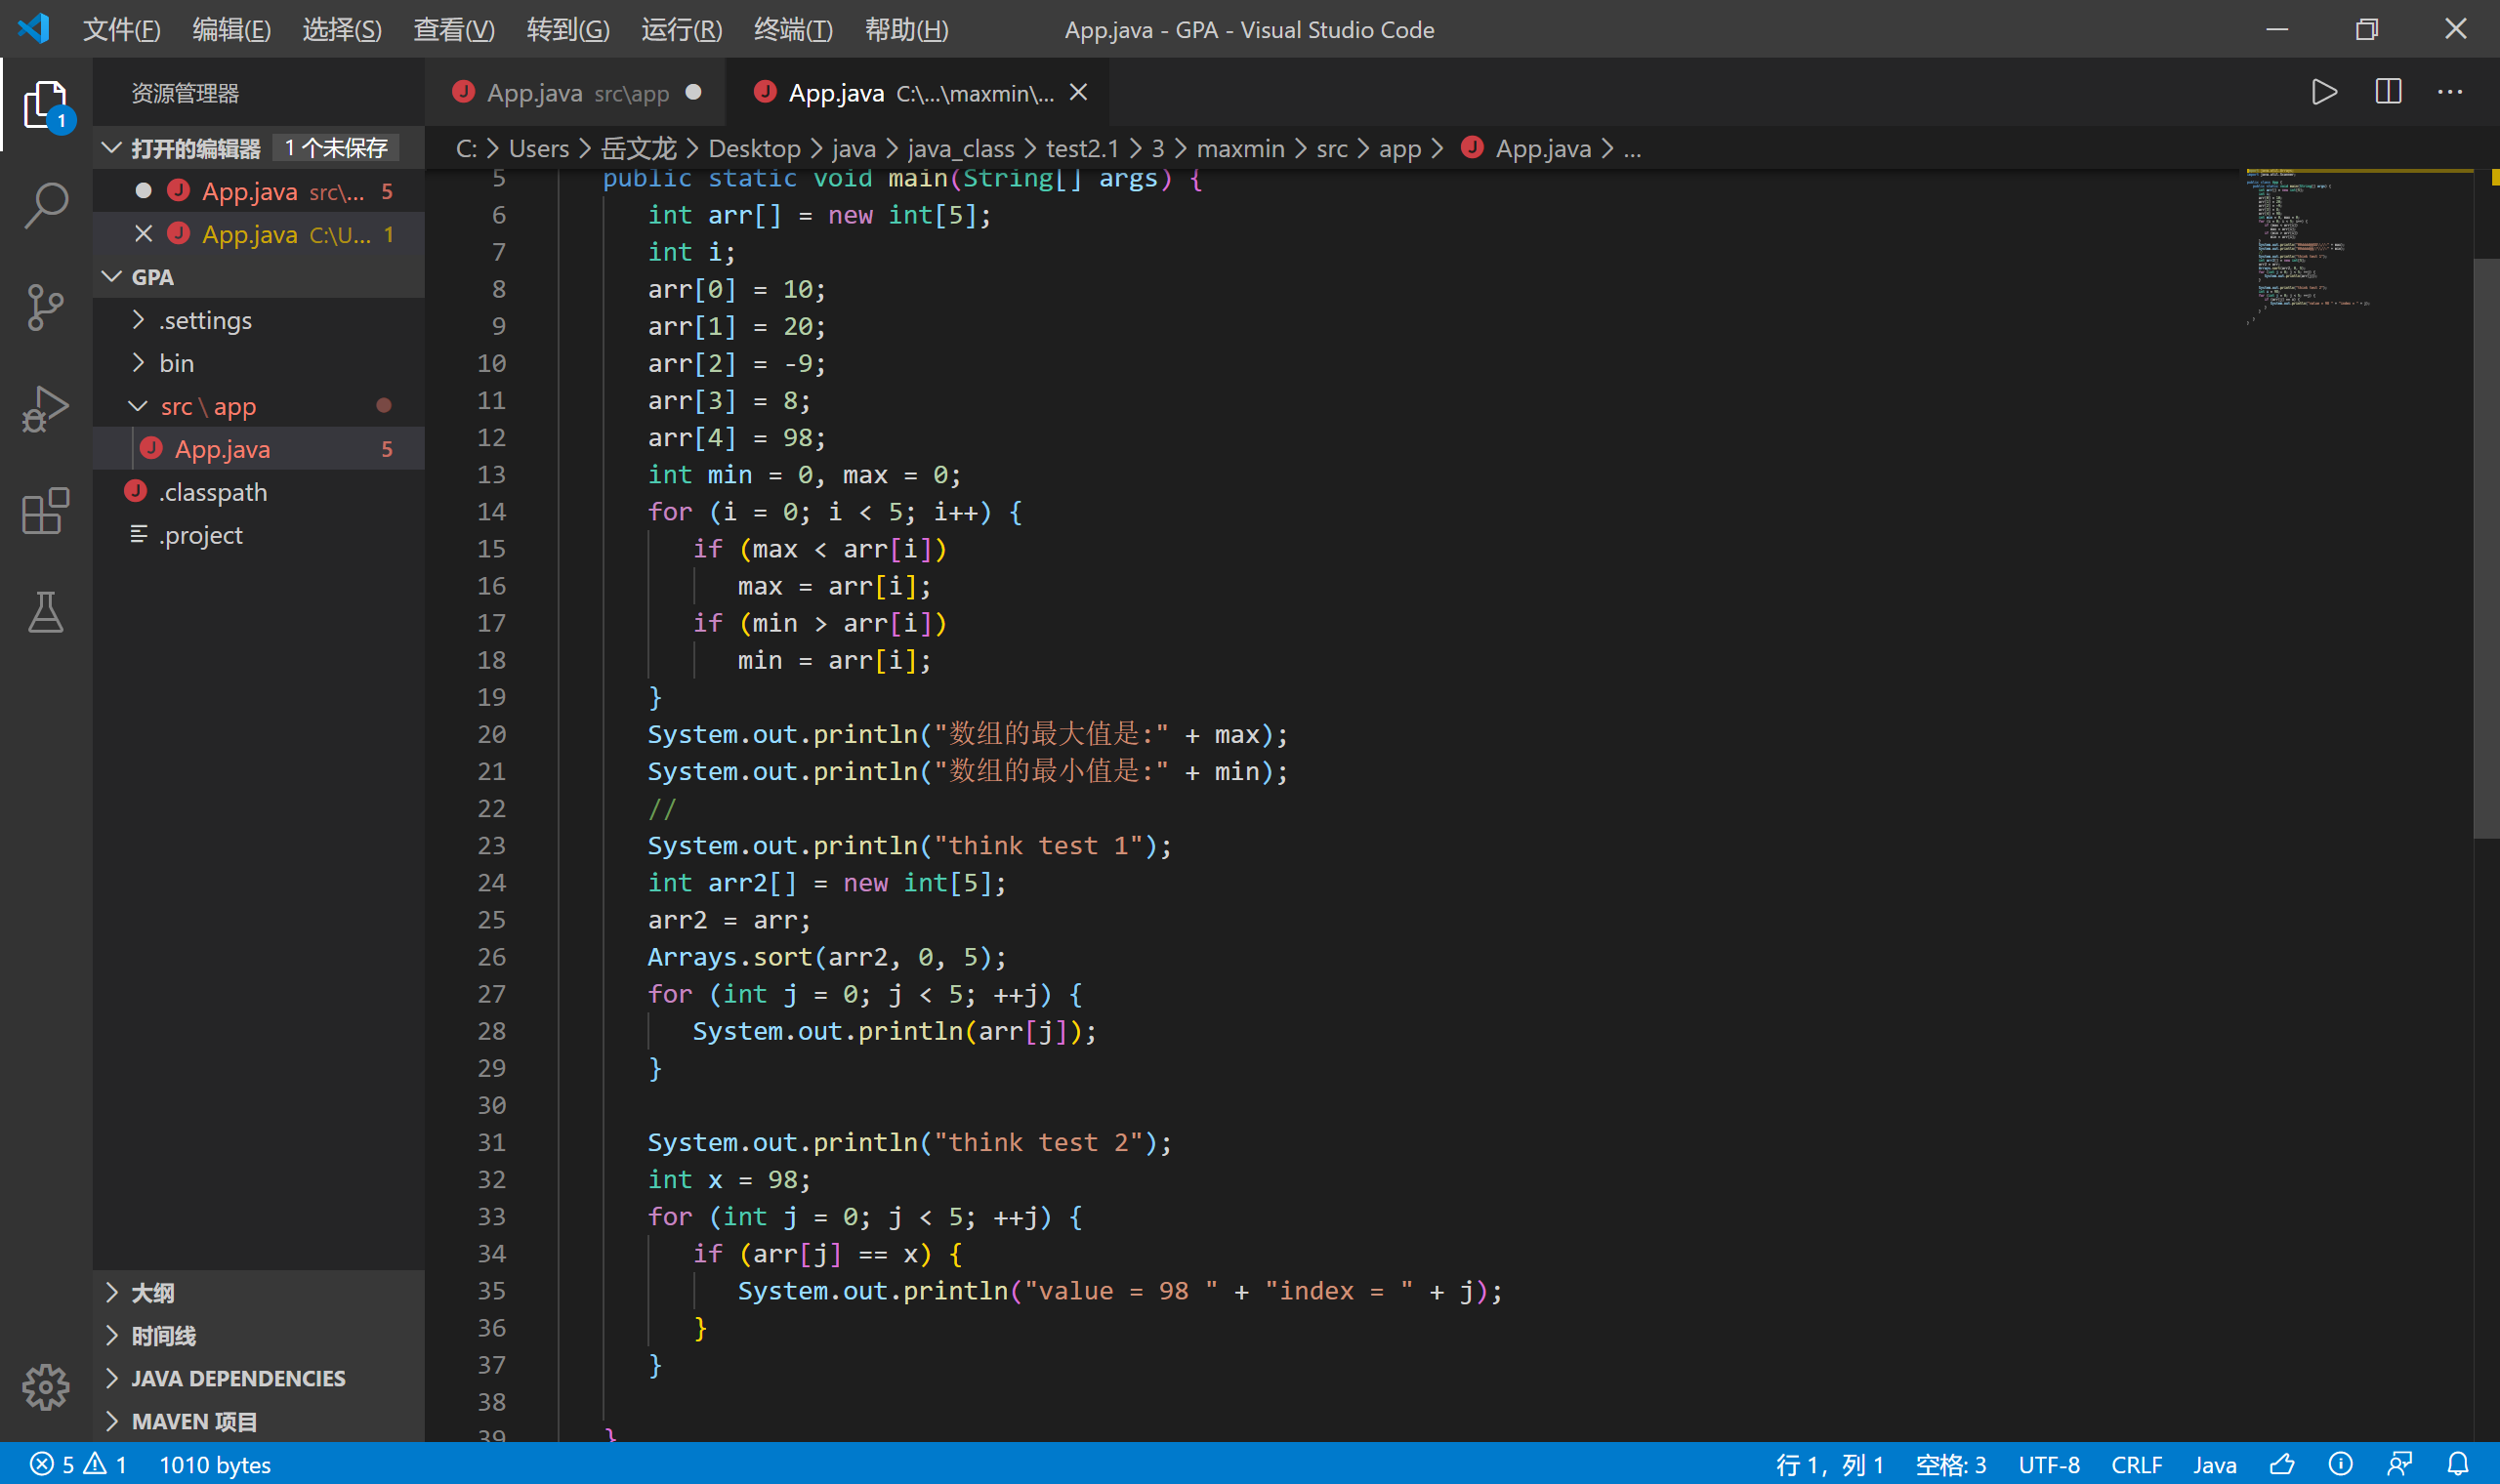 文件(F) 编辑(E) 选择(S) 查看(V) 转到(G) 运行(R) 终端(T) 帮助(H) App.java - GPA - Visual Studio Code
资源管理器
1
打开的编辑器 1 个未保存
App.java src\... 5
App.java C:\U... 1
GPA
.settings
bin
src \ app
App.java 5
.classpath
.project
大纲
时间线
JAVA DEPENDENCIES
MAVEN 项目
App.java src\app App.java C:\...\maxmin\...
C: > Users > 岳文龙 > Desktop > java > java_class > test2.1 > 3 > maxmin > src > app > App.java > ...
5 public static void main(String[] args) {
6 int arr[] = new int[5];
7 int i;
8 arr[0] = 10;
9 arr[1] = 20;
10 arr[2] = -9;
11 arr[3] = 8;
12 arr[4] = 98;
13 int min = 0, max = 0;
14 for (i = 0; i < 5; i++) {
15 if (max < arr[i])
16 max = arr[i];
17 if (min > arr[i])
18 min = arr[i];
19 }
20 System.out.println("数组的最大值是:" + max);
21 System.out.println("数组的最小值是:" + min);
22 //
23 System.out.println("think test 1");
24 int arr2[] = new int[5];
25 arr2 = arr;
26 Arrays.sort(arr2, 0, 5);
27 for (int j = 0; j < 5; ++j) {
28 System.out.println(arr[j]);
29 }
30
31 System.out.println("think test 2");
32 int x = 98;
33 for (int j = 0; j < 5; ++j) {
34 if (arr[j] == x) {
35 System.out.println("value = 98 " + "index = " + j);
36 }
37 }
38
39 }
5 1 1010 bytes 行 1，列 1 空格: 3 UTF-8 CRLF Java